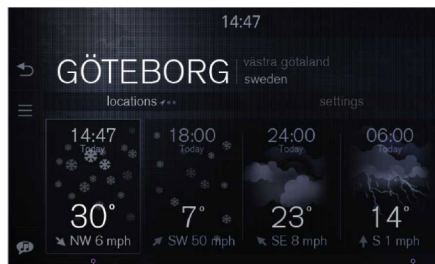 14:47
GÖTEBORG
västra götaland
sweden
locations
settings
14:47 18:00 24:00 06:00
Today Today Today Today
30° 7° 23° 14°
NW 6 mph SW 50 mph SE 8 mph S 1 mph